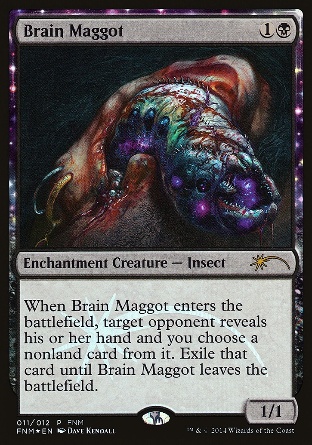 Brain Maggot 1
Enchantment Creature — Insect
When Brain Maggot enters the
battlefield, target opponent reveals
his or her hand and you choose a
nonland card from it. Exile that
card until Brain Maggot leaves the
battlefield.
1/1
011/012 P FNM
FNM★EN Dave Kendall
™ & © 2014 Wizards of the Coast